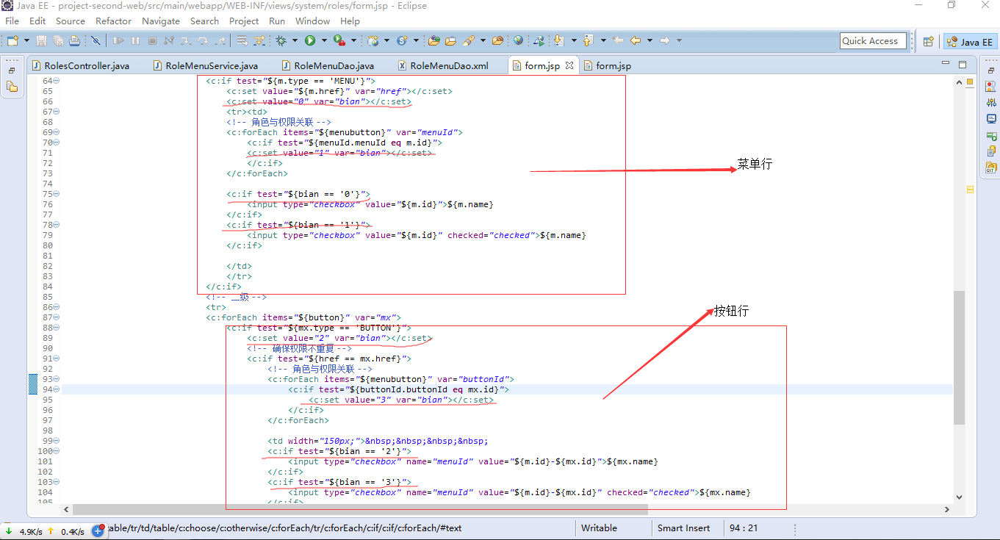 Java EE - project-second-web/src/main/webapp/WEB-INF/views/system/roles/form.jsp - Eclipse
File Edit Source Refactor Navigate Search Project Run Window Help
Quick Access Java EE
RolesController.java RoleMenuService.java RoleMenuDao.java RoleMenuDao.xml form.jsp form.jsp
64 <c:if test="${m.type == 'MENU'}">
65 <c:set value="${m.href}" var="href"></c:set>
66 <c:set value="0" var="bian"></c:set>
67 <tr><td>
68 <!-- 角色与权限关联 -->
69 <c:forEach items="${menubutton}" var="menuId">
70 <c:if test="${menuId.menuId eq m.id}">
71 <c:set value="1" var="bian"></c:set>
72 </c:if>
73 </c:forEach>
菜单行
74
75 <c:if test="${bian == '0'}">
76 <input type="checkbox" value="${m.id}">${m.name}
77 </c:if>
78 <c:if test="${bian == '1'}">
79 <input type="checkbox" value="${m.id}" checked="checked">${m.name}
80 </c:if>
81
82 </td>
83 </tr>
84 </c:if>
85 <!-- 二级 -->
86 <tr>
按钮行
87 <c:forEach items="${button}" var="mx">
88 <c:if test="${mx.type == 'BUTTON'}">
89 <c:set value="2" var="bian"></c:set>
90 <!-- 确保权限不重复 -->
91 <c:if test="${href == mx.href}">
92 <!-- 角色与权限关联 -->
93 <c:forEach items="${menubutton}" var="buttonId">
94 <c:if test="${buttonId.buttonId eq mx.id}">
95 <c:set value="3" var="bian"></c:set>
96 </c:if>
97 </c:forEach>
98
99 <td width="150px;">&nbsp;&nbsp;&nbsp;&nbsp;
100 <c:if test="${bian == '2'}">
101 <input type="checkbox" name="menuId" value="${m.id}-${mx.id}">${mx.name}
102 </c:if>
103 <c:if test="${bian == '3'}">
104 <input type="checkbox" name="menuId" value="${m.id}-${mx.id}" checked="checked">${mx.name}
105 </c:if>
4.9K/s 0.4K/s able/tr/td/table/c:choose/c:otherwise/c:forEach/tr/c:forEach/c:if/c:if/c:forEach/#text Writable Smart Insert 94 : 21